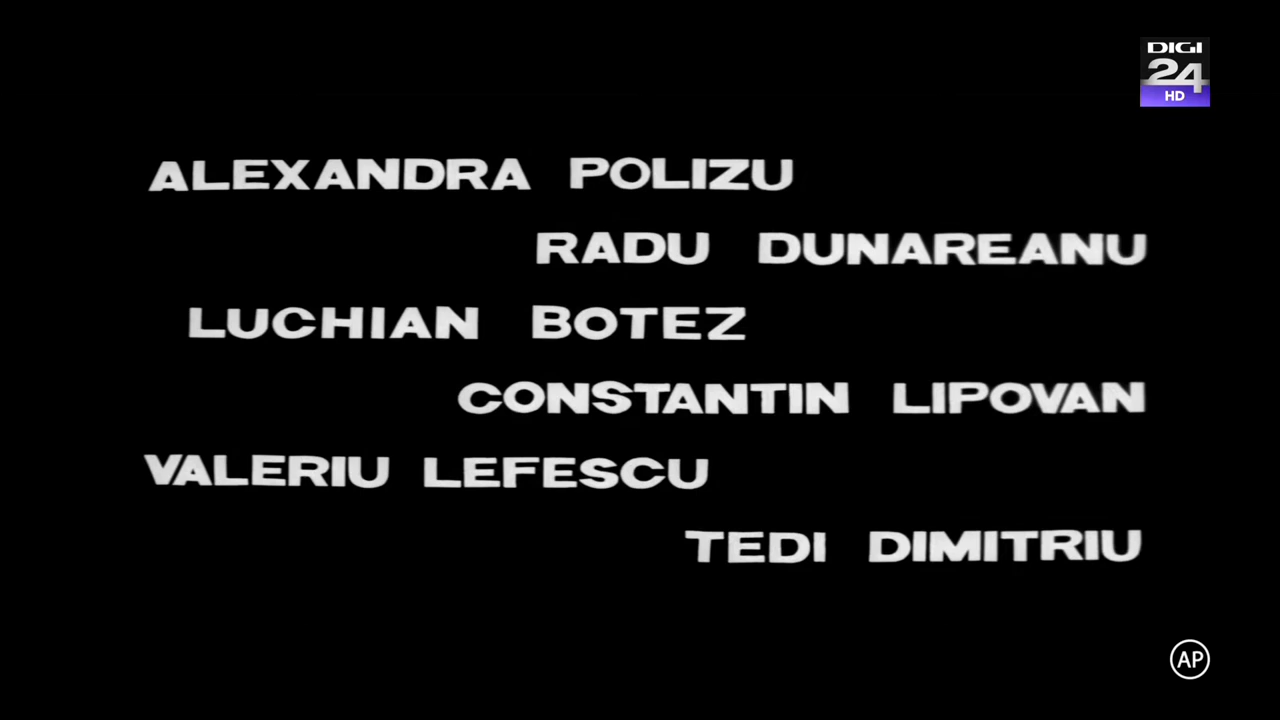 DIGI
24
HD
ALEXANDRA POLIZU
RADU DUNAREANU
LUCHIAN BOTEZ
CONSTANTIN LIPOVAN
VALERIU LEFESCU
TEDI DIMITRIU
AP